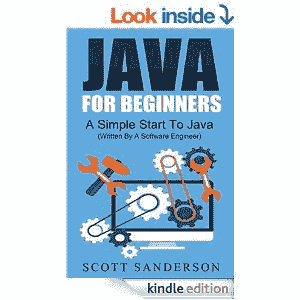 Look inside
JAVA
FOR BEGINNERS
A Simple Start To Java
(Written By A Software Engineer)
SCOTT SANDERSON
kindle edition